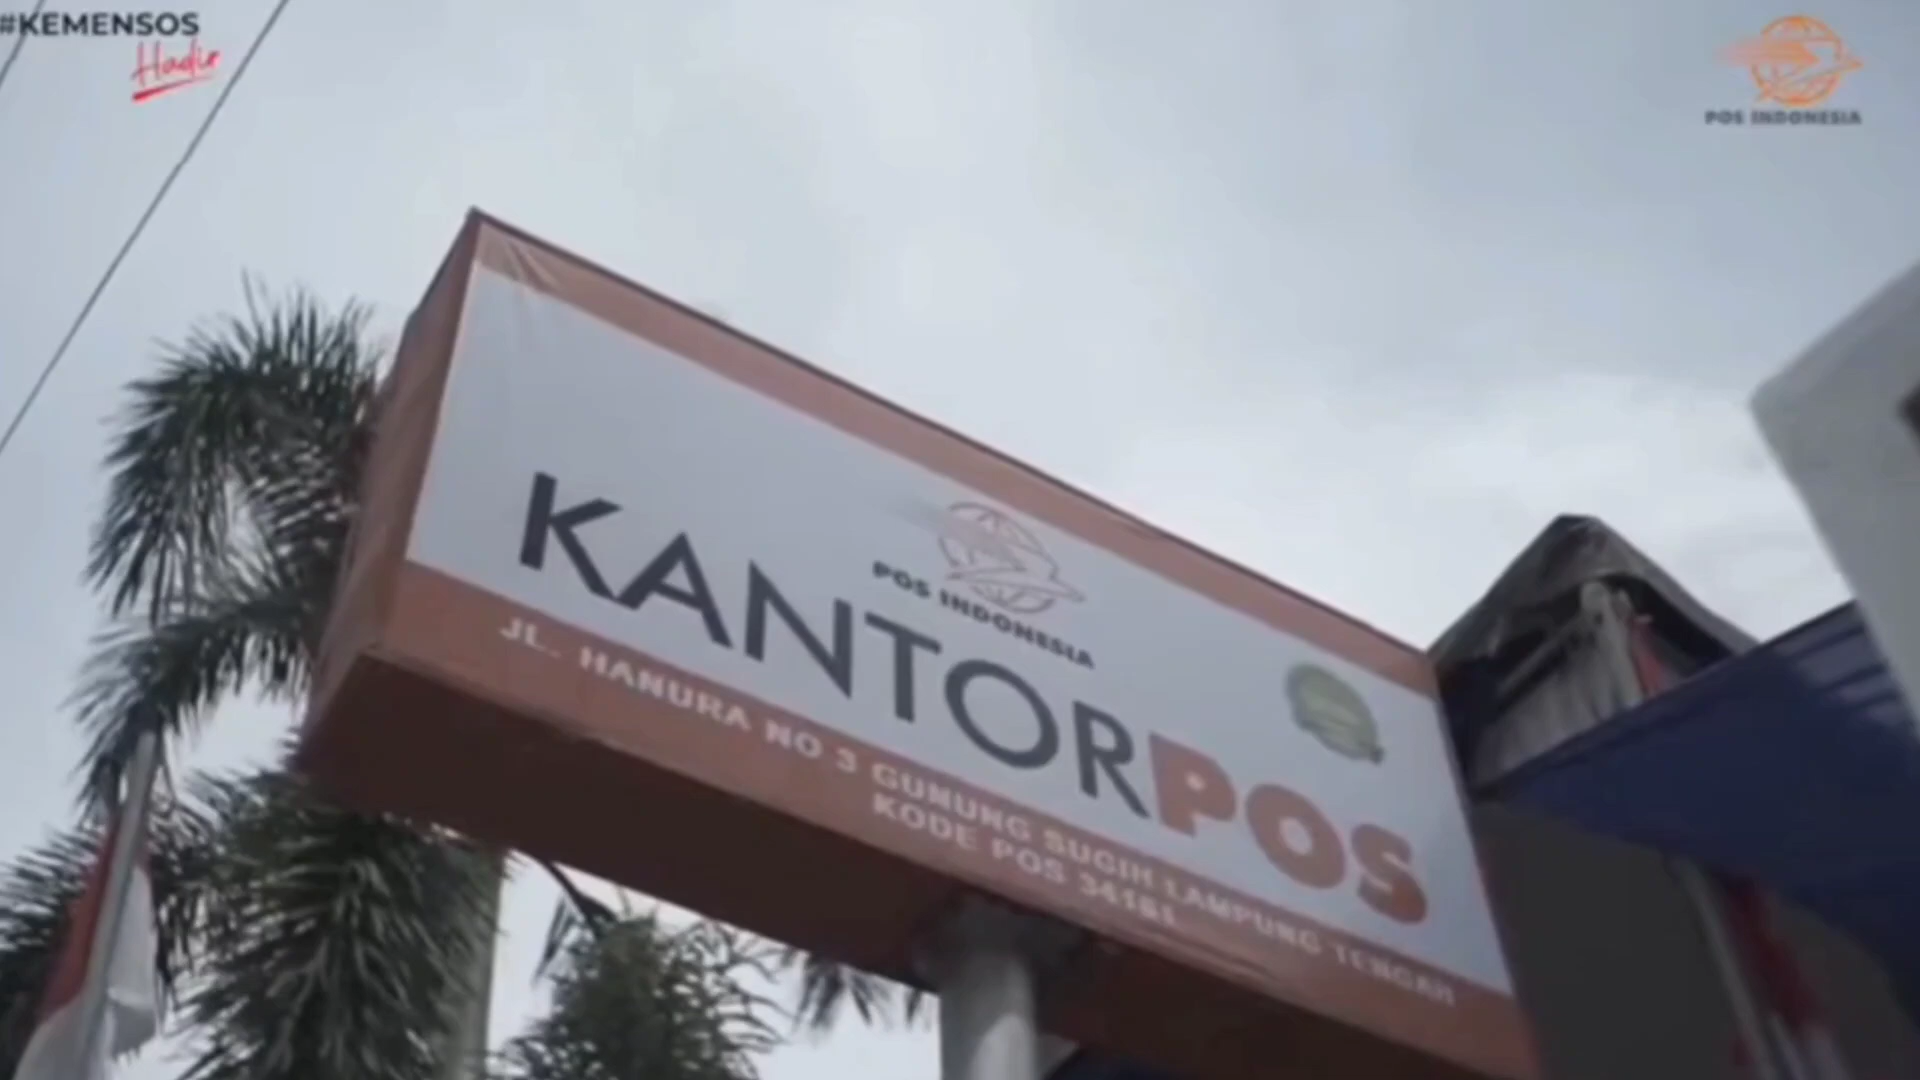 #KEMENSOS
Hadir
POS INDONESIA
POS INDONESIA
KANTORPOS
JL. HANURA NO 3 GUNUNG SUGIH LAMPUNG TENGAH
KODE POS 34161